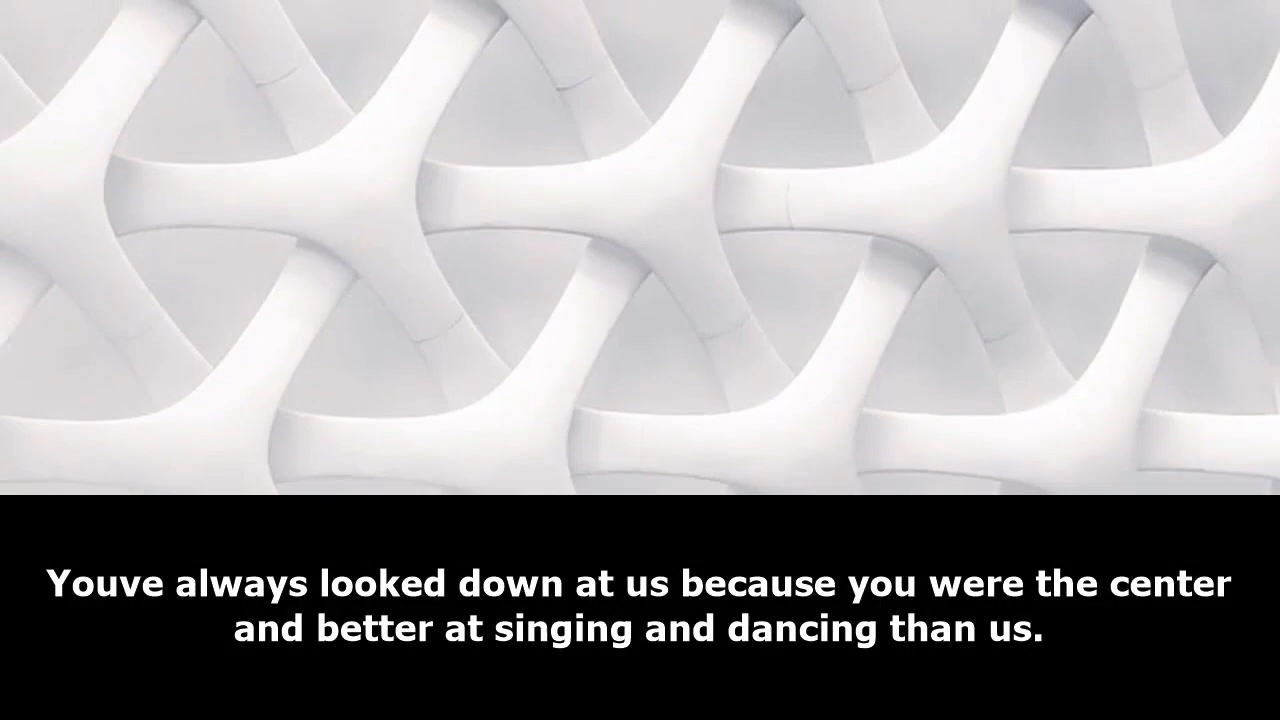 Youve always looked down at us because you were the center
and better at singing and dancing than us.